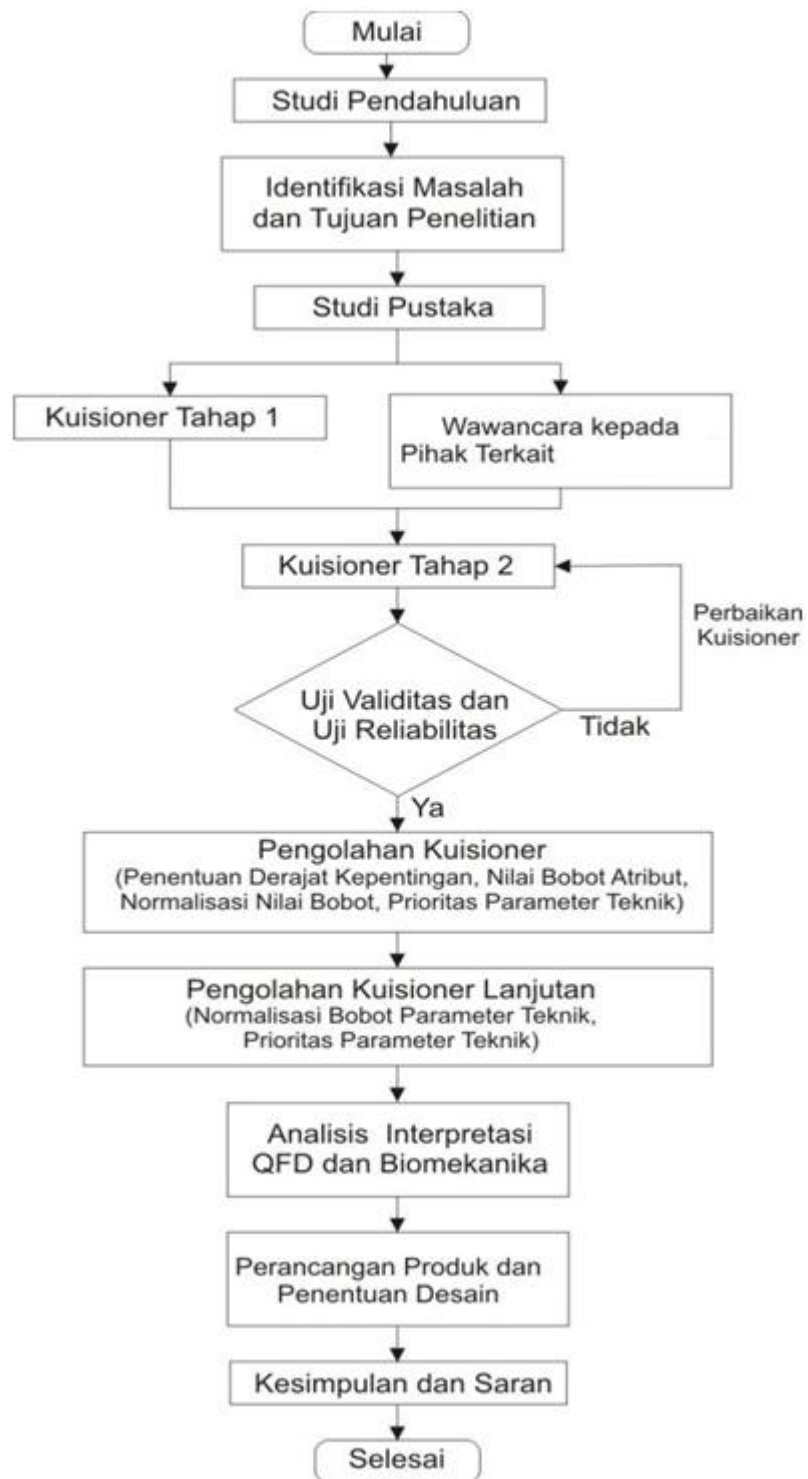 Mulai
Studi Pendahuluan
Identifikasi Masalah
dan Tujuan Penelitian
Studi Pustaka
Kuisioner Tahap 1
Wawancara kepada
Pihak Terkait
Kuisioner Tahap 2
Perbaikan
Kuisioner
Uji Validitas dan
Uji Reliabilitas
Tidak
Ya
Pengolahan Kuisioner
(Penentuan Derajat Kepentingan, Nilai Bobot Atribut,
Normalisasi Nilai Bobot, Prioritas Parameter Teknik)
Pengolahan Kuisioner Lanjutan
(Normalisasi Bobot Parameter Teknik,
Prioritas Parameter Teknik)
Analisis Interpretasi
QFD dan Biomekanika
Perancangan Produk dan
Penentuan Desain
Kesimpulan dan Saran
Selesai